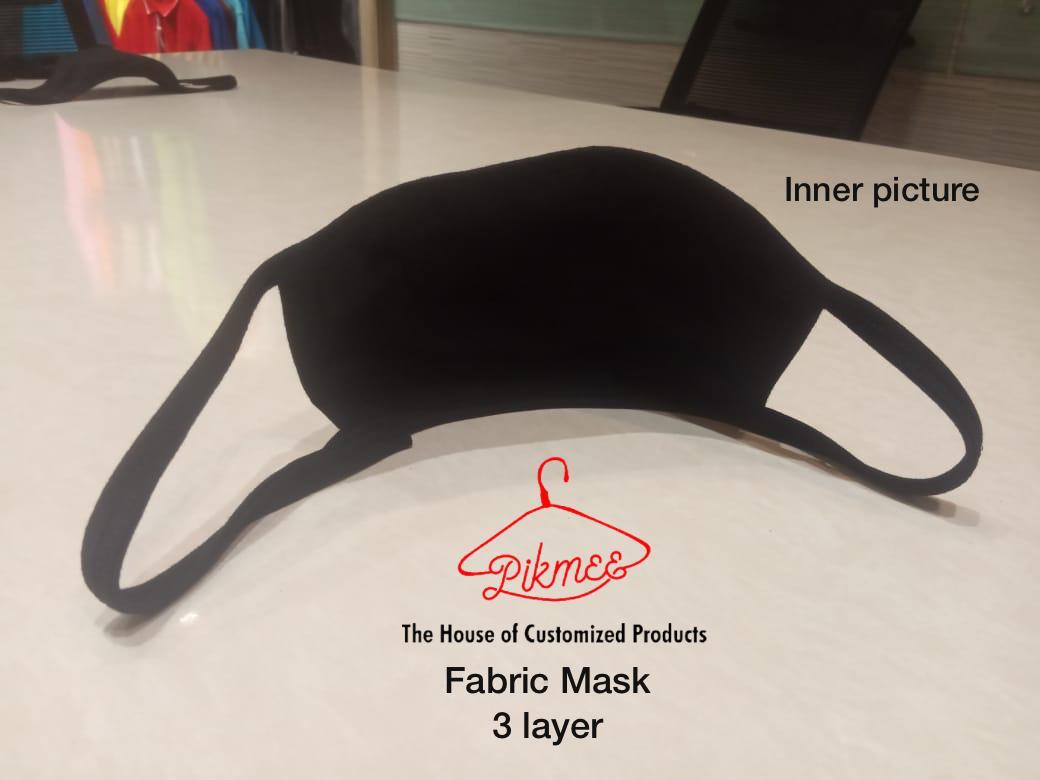 Inner picture
Pikmee
The House of Customized Products
Fabric Mask
3 layer